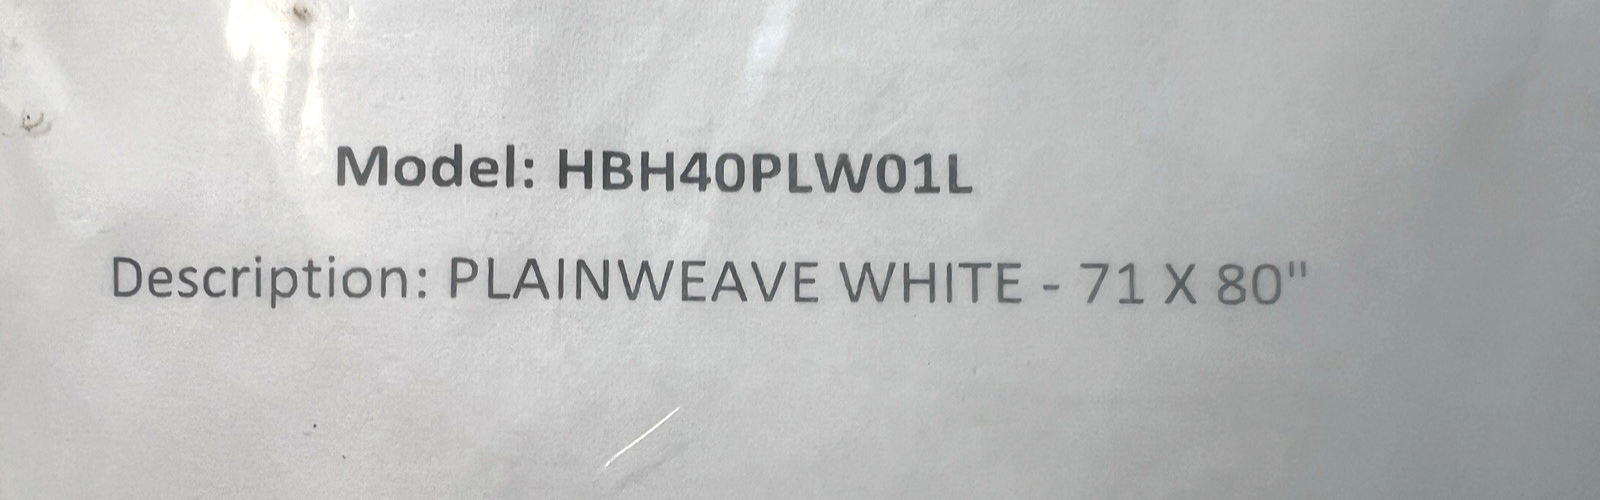 Model: HBH40PLW01L
Description: PLAINWEAVE WHITE - 71 X 80"